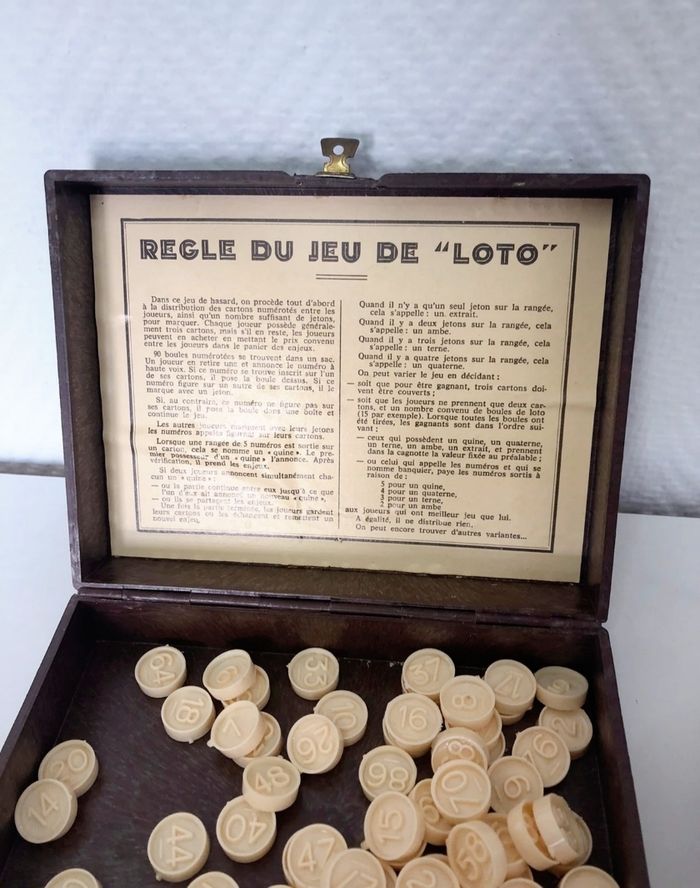 REGLE DU JEU DE "LOTO"
Dans ce jeu de hasard, on procède tout d'abord
à la distribution des cartons numérotés entre les
joueurs, ainsi qu'un nombre suffisant de jetons,
pour marquer. Chaque joueur possède générale-
ment trois cartons, mais s'il en reste, les joueurs
peuvent en acheter en mettant le prix convenu
entre les joueurs dans le panier des enjeux.
90 boules numérotées se trouvent dans un sac.
Un joueur en retire une et annonce le numéro à
haute voix. Si ce numéro se trouve inscrit sur l'un
de ses cartons, il pose la boule dessus. Si ce
numéro figure sur un autre de ses cartons, il le
marque avec un jeton.
Si, au contraire, ce numéro ne figure pas sur
ses cartons, il pose la boule dans une boîte et
continue le jeu.
Les autres joueurs marquent avec leurs jetons
les numéros appelés figurant sur leurs cartons.
Lorsque une rangée de 5 numéros est sortie sur
un carton, cela se nomme un « quine ». Le pre-
mier possesseur d'un « quine » l'annonce. Après
vérification, il prend les enjeux.
Si deux joueurs annoncent simultanément cha-
cun un « quine » :
— ou la partie continue entre eux jusqu'à ce que
l'un d'eux ait annoncé un nouveau « quine »,
— ou ils se partagent les enjeux.
Une fois la partie terminée, les joueurs gardent
leurs cartons ou les échangent et remettent un
nouvel enjeu.
Quand il n'y a qu'un seul jeton sur la rangée,
cela s'appelle : un extrait.
Quand il y a deux jetons sur la rangée, cela
s'appelle : un ambe.
Quand il y a trois jetons sur la rangée, cela
s'appelle : un terne.
Quand il y a quatre jetons sur la rangée, cela
s'appelle : un quaterne.
On peut varier le jeu en décidant :
— soit que pour être gagnant, trois cartons doi-
vent être couverts ;
— soit que les joueurs ne prennent que deux car-
tons, et un nombre convenu de boules de loto
(15 par exemple). Lorsque toutes les boules ont
été tirées, les gagnants sont dans l'ordre sui-
vant ;
— ceux qui possèdent un quine, un quaterne,
un terne, un ambe, un extrait, et prennent
dans la cagnotte la valeur fixée au préalable ;
— ou celui qui appelle les numéros et qui se
nomme banquier, paye les numéros sortis à
raison de :
5 pour un quine,
4 pour un quaterne,
3 pour un terne,
2 pour un ambe
aux joueurs qui ont meilleur jeu que lui.
A égalité, il ne distribue rien.
On peut encore trouver d'autres variantes...
64
33
18
7
26
16
8
17
2
48
98
70
20
14
44
40
15
47
58